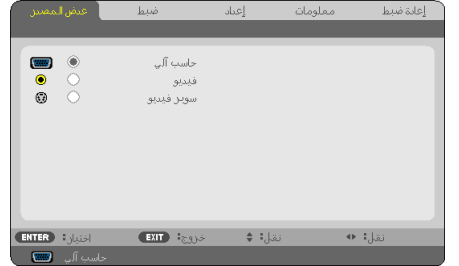 إعادة ضبط معلومات إعداد ضبط عرض المصدر
حاسب آلي
فيديو
سوبر فيديو
ENTER اختيار: EXIT خروج: نقل: نقل:
حاسب آلي